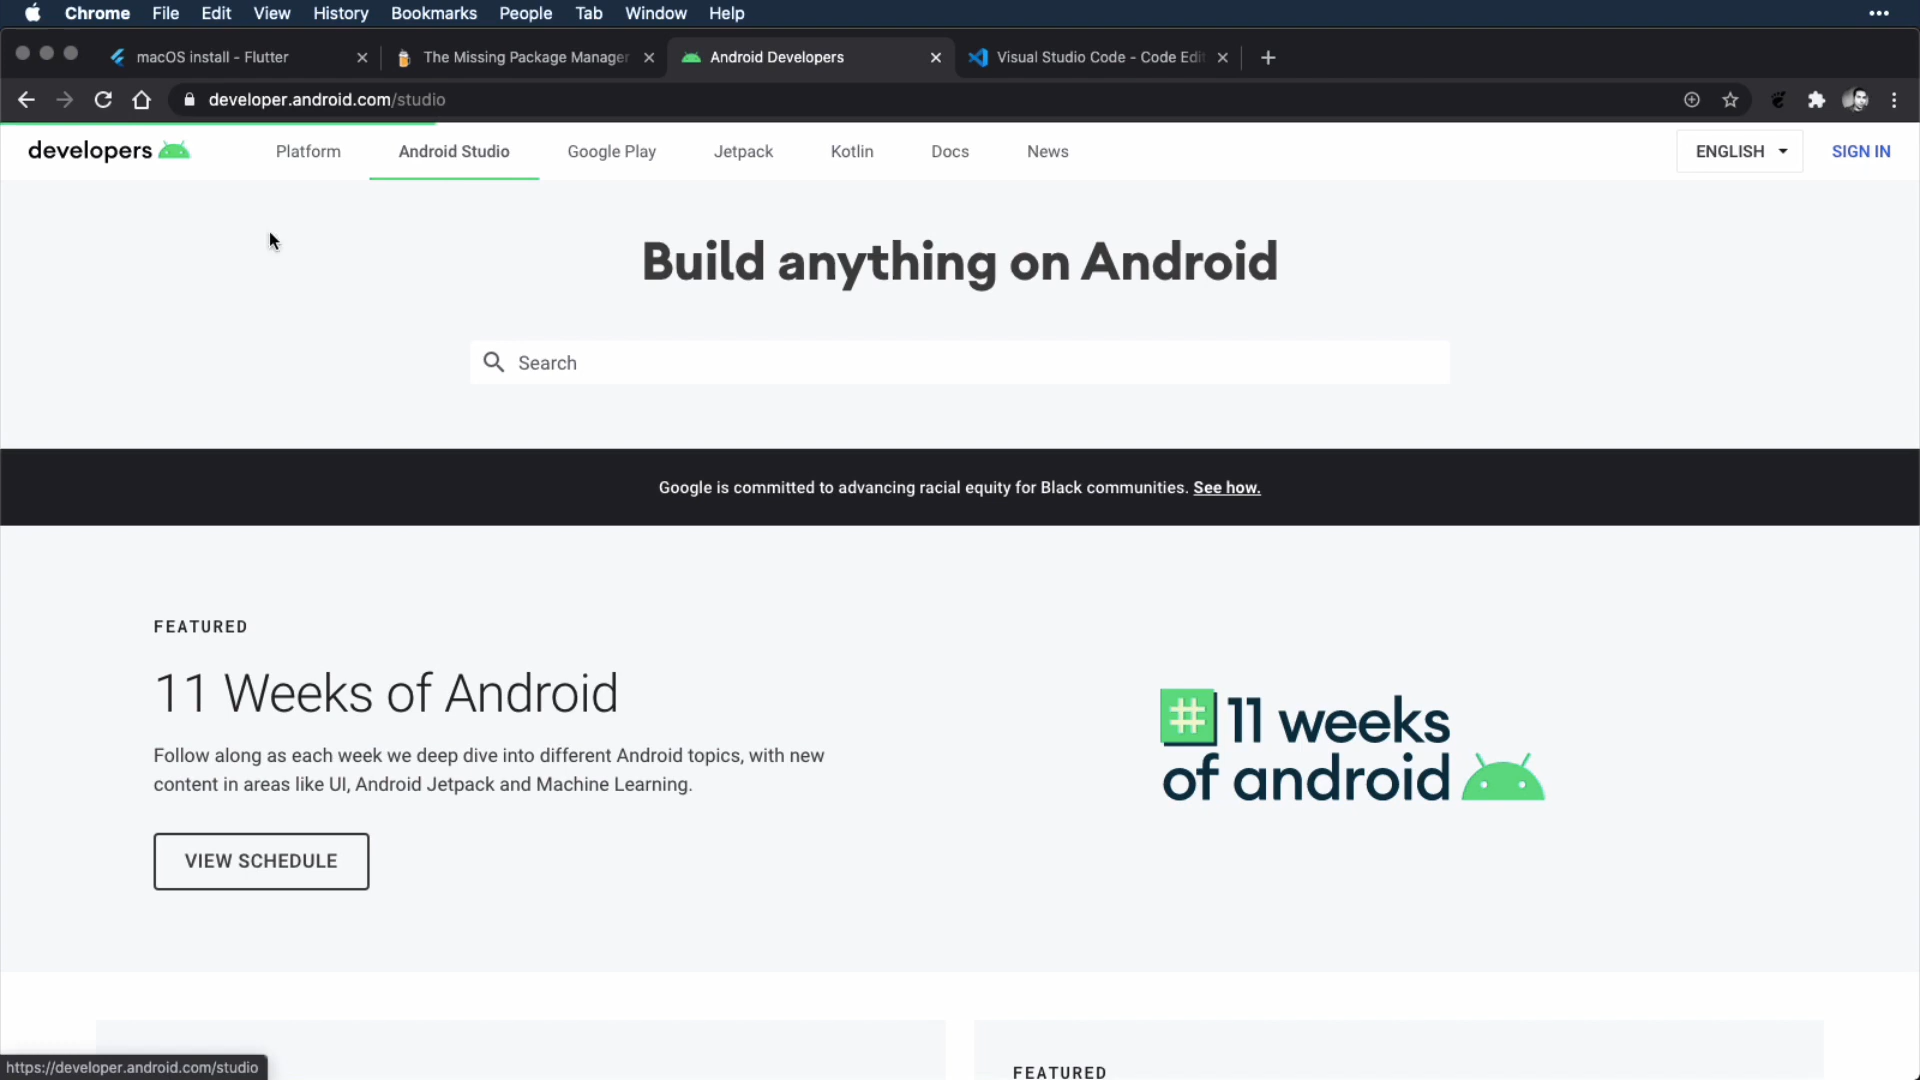 Chrome File Edit View History Bookmarks People Tab Window Help
macOS install - Flutter
The Missing Package Manager
Android Developers
Visual Studio Code - Code Edit
developer.android.com/studio
developers
Platform
Android Studio
Google Play
Jetpack
Kotlin
Docs
News
ENGLISH
SIGN IN
Build anything on Android
Search
Google is committed to advancing racial equity for Black communities. See how.
FEATURED
11 Weeks of Android
Follow along as each week we deep dive into different Android topics, with new
content in areas like UI, Android Jetpack and Machine Learning.
VIEW SCHEDULE
# 11 weeks
of android
FEATURED
https://developer.android.com/studio